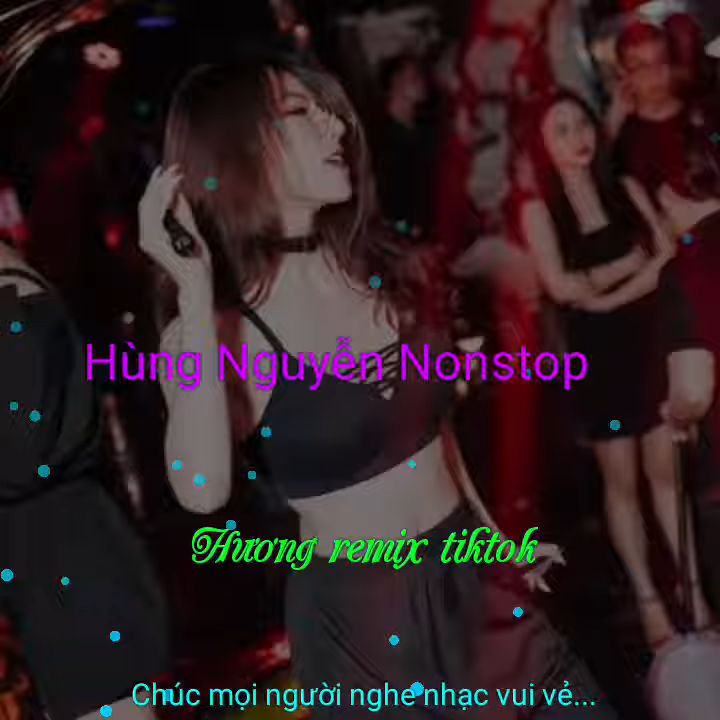 Hùng Nguyễn Nonstop
Hương remix tiktok
Chúc mọi người nghe nhạc vui vẻ...